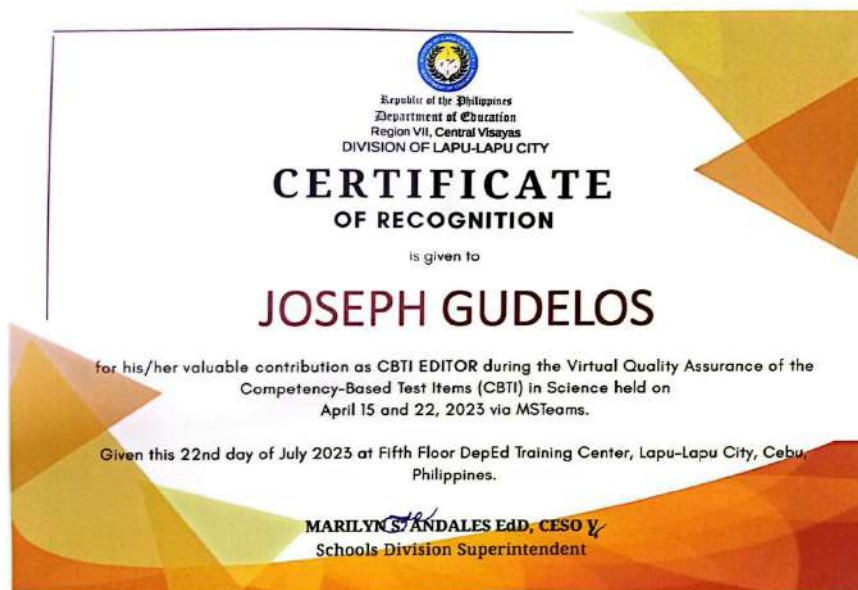 Republic of the Philippines
Department of Education
Region VII, Central Visayas
DIVISION OF LAPU-LAPU CITY
CERTIFICATE
OF RECOGNITION
is given to
JOSEPH GUDELOS
for his/her valuable contribution as CBTI EDITOR during the Virtual Quality Assurance of the
Competency-Based Test Items (CBTI) in Science held on
April 15 and 22, 2023 via MSTeams.
Given this 22nd day of July 2023 at Fifth Floor DepEd Training Center, Lapu-Lapu City, Cebu,
Philippines.
MARILYN S. ANDALES EdD, CESO V
Schools Division Superintendent